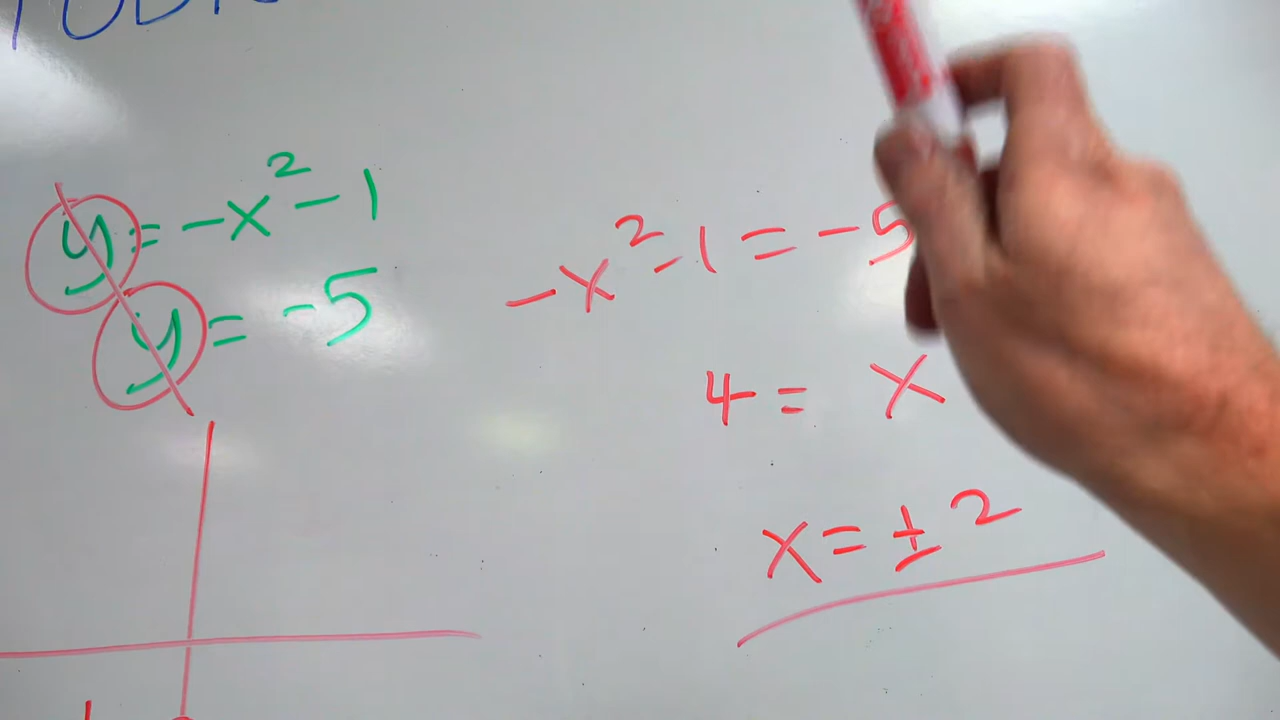 y = -x² - 1
y = -5
-x² - 1 = -5
4 = x
x = ± 2